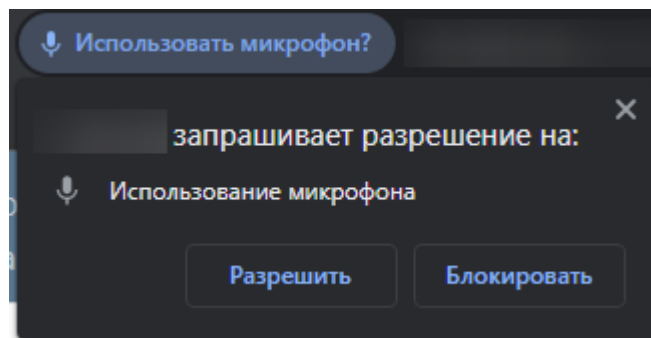 Использовать микрофон?
запрашивает разрешение на:
Использование микрофона
Разрешить
Блокировать